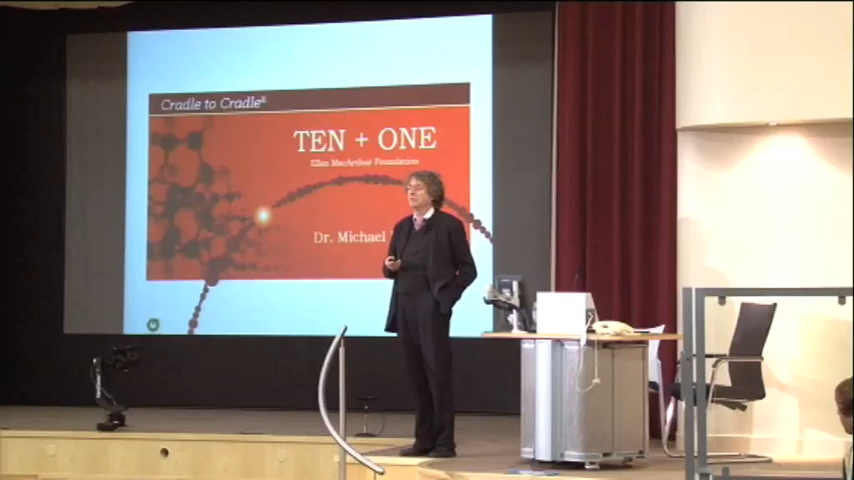 Cradle to Cradle®
TEN + ONE
Ellen MacArthur Foundation
Dr. Michael